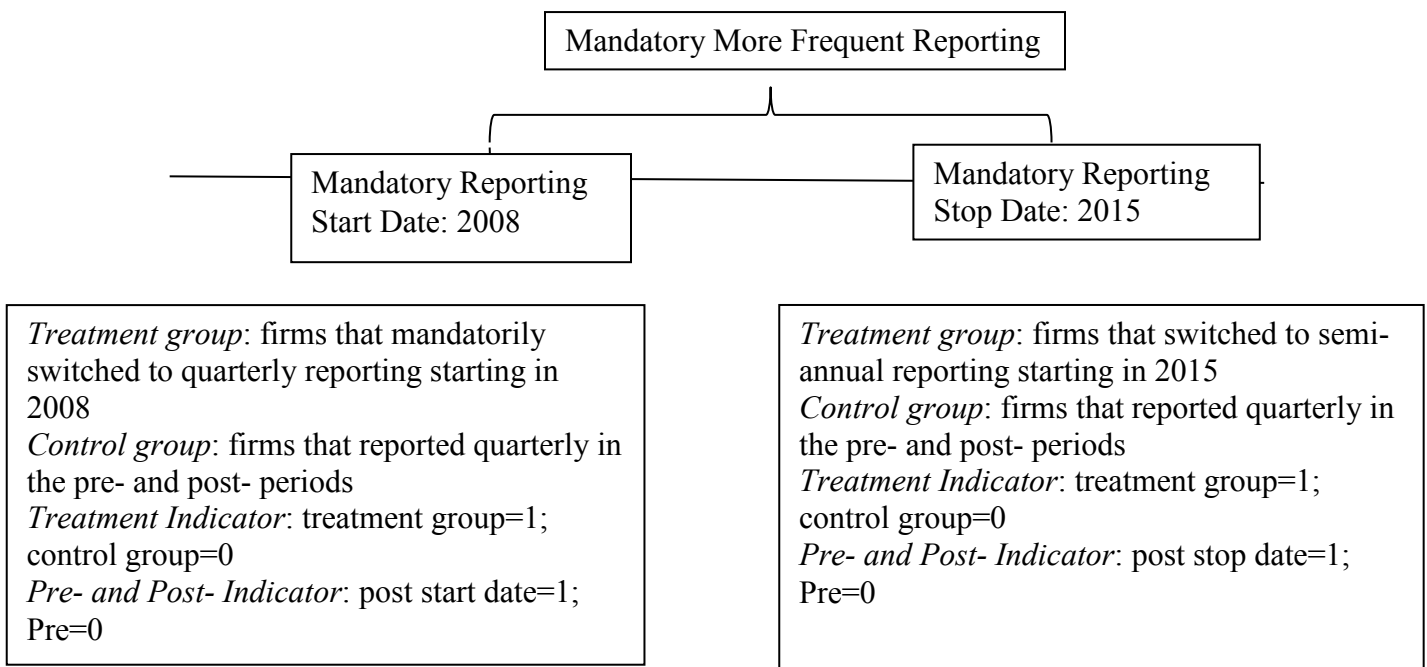 Mandatory More Frequent Reporting
Mandatory Reporting
Start Date: 2008
Mandatory Reporting
Stop Date: 2015
Treatment group: firms that mandatorily
switched to quarterly reporting starting in
2008
Control group: firms that reported quarterly in
the pre- and post- periods
Treatment Indicator: treatment group=1;
control group=0
Pre- and Post- Indicator: post start date=1;
Pre=0
Treatment group: firms that switched to semi-
annual reporting starting in 2015
Control group: firms that reported quarterly in
the pre- and post- periods
Treatment Indicator: treatment group=1;
control group=0
Pre- and Post- Indicator: post stop date=1;
Pre=0